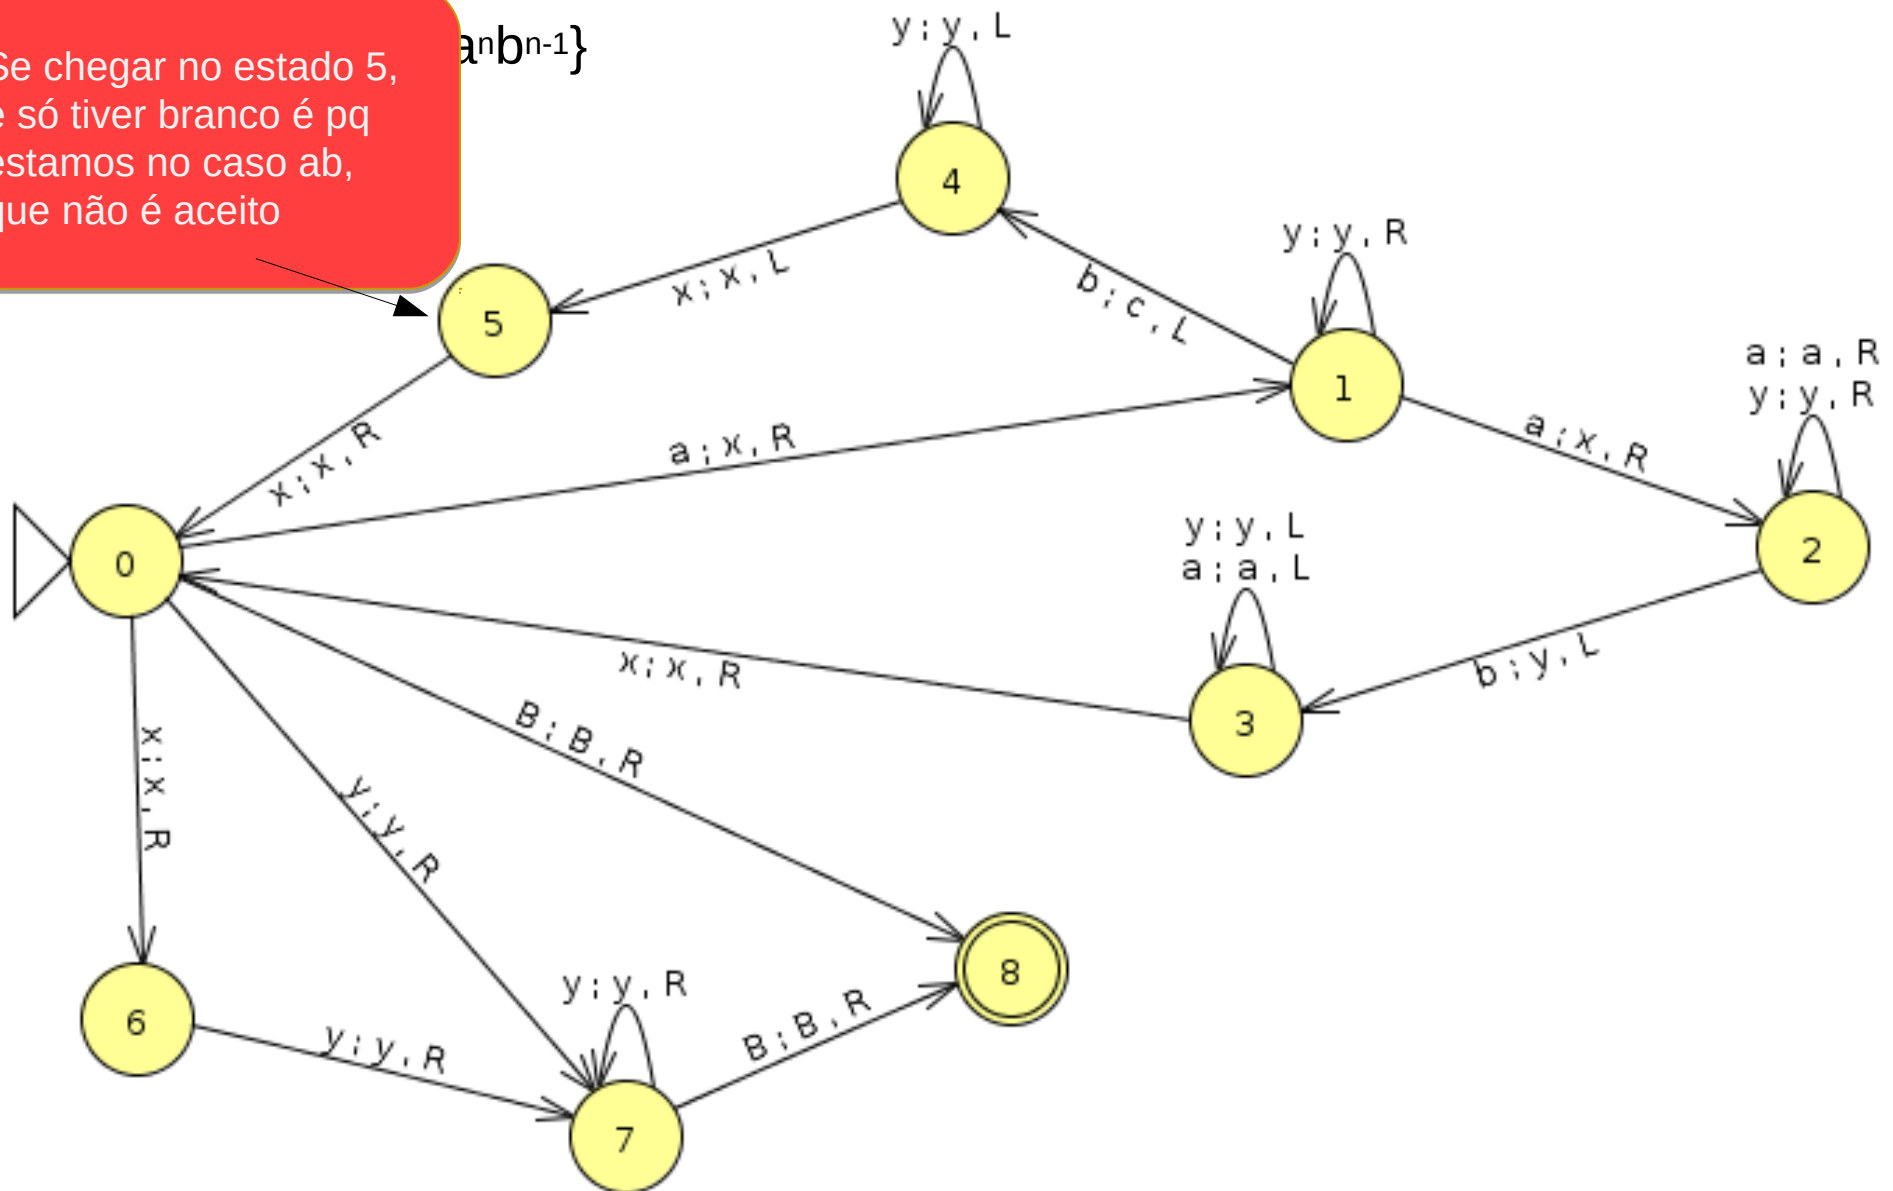 aⁿbⁿ⁻¹}
Se chegar no estado 5,
e só tiver branco é pq
estamos no caso ab,
que não é aceito
y ; y , L
4
y ; y , R
x ; x , L
b ; c , L
5
1
a ; a , R
y ; y , R
x ; x , R
a ; x , R
a ; x , R
0
y ; y , L
a ; a , L
2
x ; x , R
b ; y , L
3
B ; B , R
x ; x , R
y ; y , R
8
y ; y , R
6
y ; y , R
B ; B , R
7